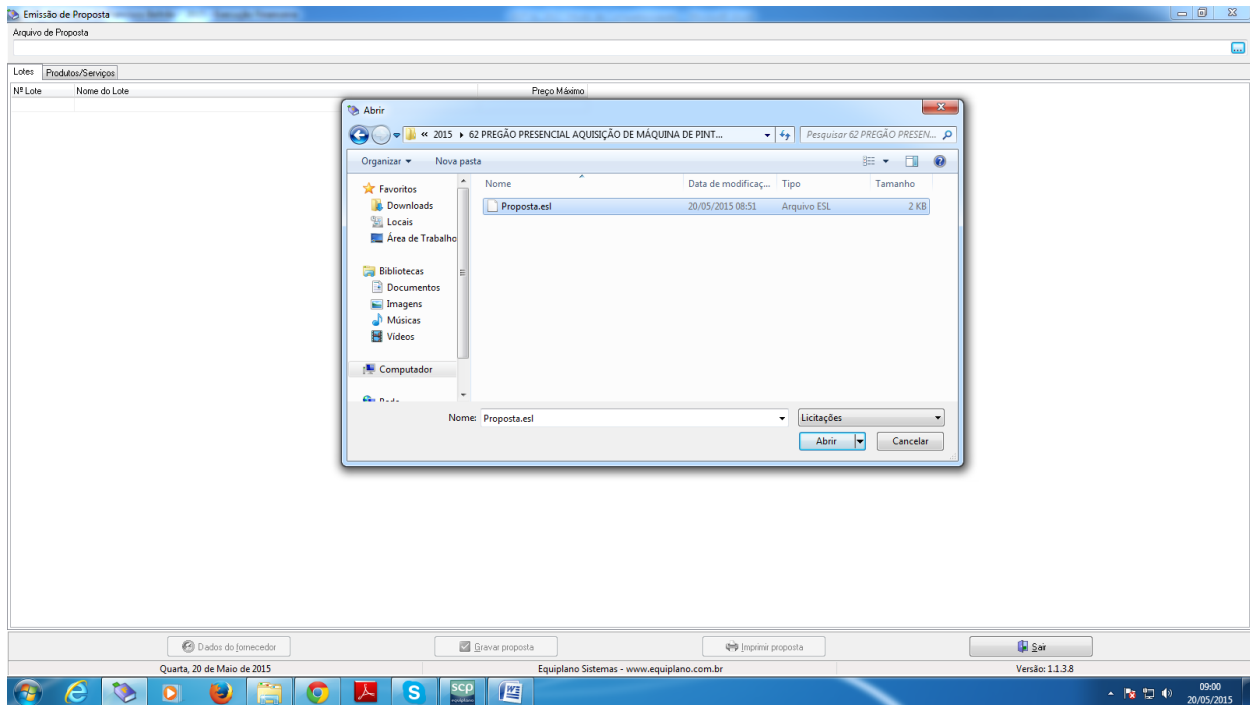 Emissão de Proposta
Arquivo de Proposta
Lotes Produtos/Serviços
Nº Lote Nome do Lote Preço Máximo
Abrir
« 2015 ▸ 62 PREGÃO PRESENCIAL AQUISIÇÃO DE MÁQUINA DE PINT...
Pesquisar 62 PREGÃO PRESEN...
Organizar Nova pasta
Favoritos
Downloads
Locais
Área de Trabalho
Bibliotecas
Documentos
Imagens
Músicas
Vídeos
Computador
Nome Data de modificaç... Tipo Tamanho
Proposta.esl 20/05/2015 08:51 Arquivo ESL 2 KB
Nome: Proposta.esl Licitações
Abrir Cancelar
Dados do fornecedor Gravar proposta Imprimir proposta Sair
Quarta, 20 de Maio de 2015 Equiplano Sistemas - www.equiplano.com.br Versão: 1.1.3.8
scp
equiplano
09:00
20/05/2015